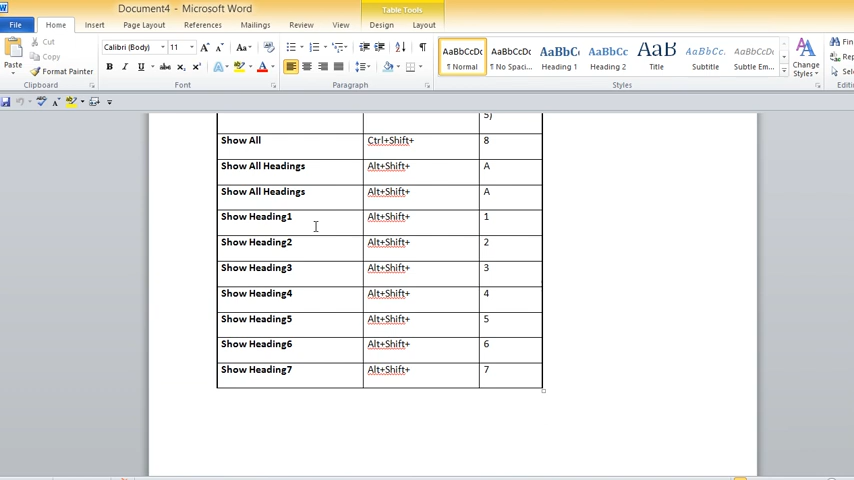 Document4 - Microsoft Word
Table Tools
File Home Insert Page Layout References Mailings Review View Design Layout
Cut
Copy
Paste
Format Painter
Clipboard
Calibri (Body) 11
Font
Paragraph
AaBbCcDc AaBbCcDc AaBbC AaBbCc AaB AaBbCcL AaBbCcDc
¶ Normal ¶ No Spaci... Heading 1 Heading 2 Title Subtitle Subtle Em...
Change
Styles
Styles
5)
Show All Ctrl+Shift+ 8
Show All Headings Alt+Shift+ A
Show All Headings Alt+Shift+ A
Show Heading1 Alt+Shift+ 1
Show Heading2 Alt+Shift+ 2
Show Heading3 Alt+Shift+ 3
Show Heading4 Alt+Shift+ 4
Show Heading5 Alt+Shift+ 5
Show Heading6 Alt+Shift+ 6
Show Heading7 Alt+Shift+ 7